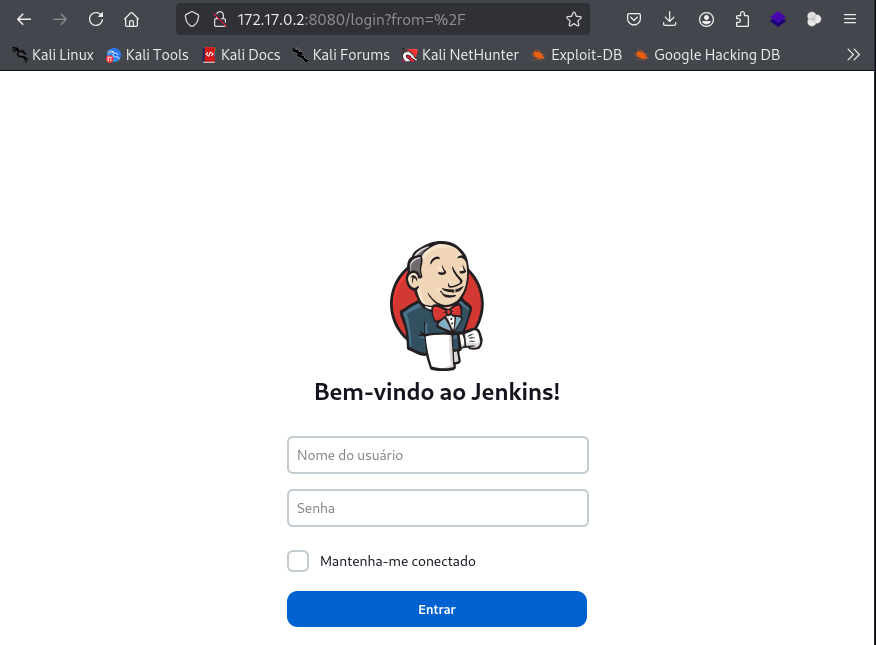 172.17.0.2:8080/login?from=%2F
Kali Linux Kali Tools Kali Docs Kali Forums Kali NetHunter Exploit-DB Google Hacking DB
Bem-vindo ao Jenkins!
Nome do usuário
Senha
Mantenha-me conectado
Entrar